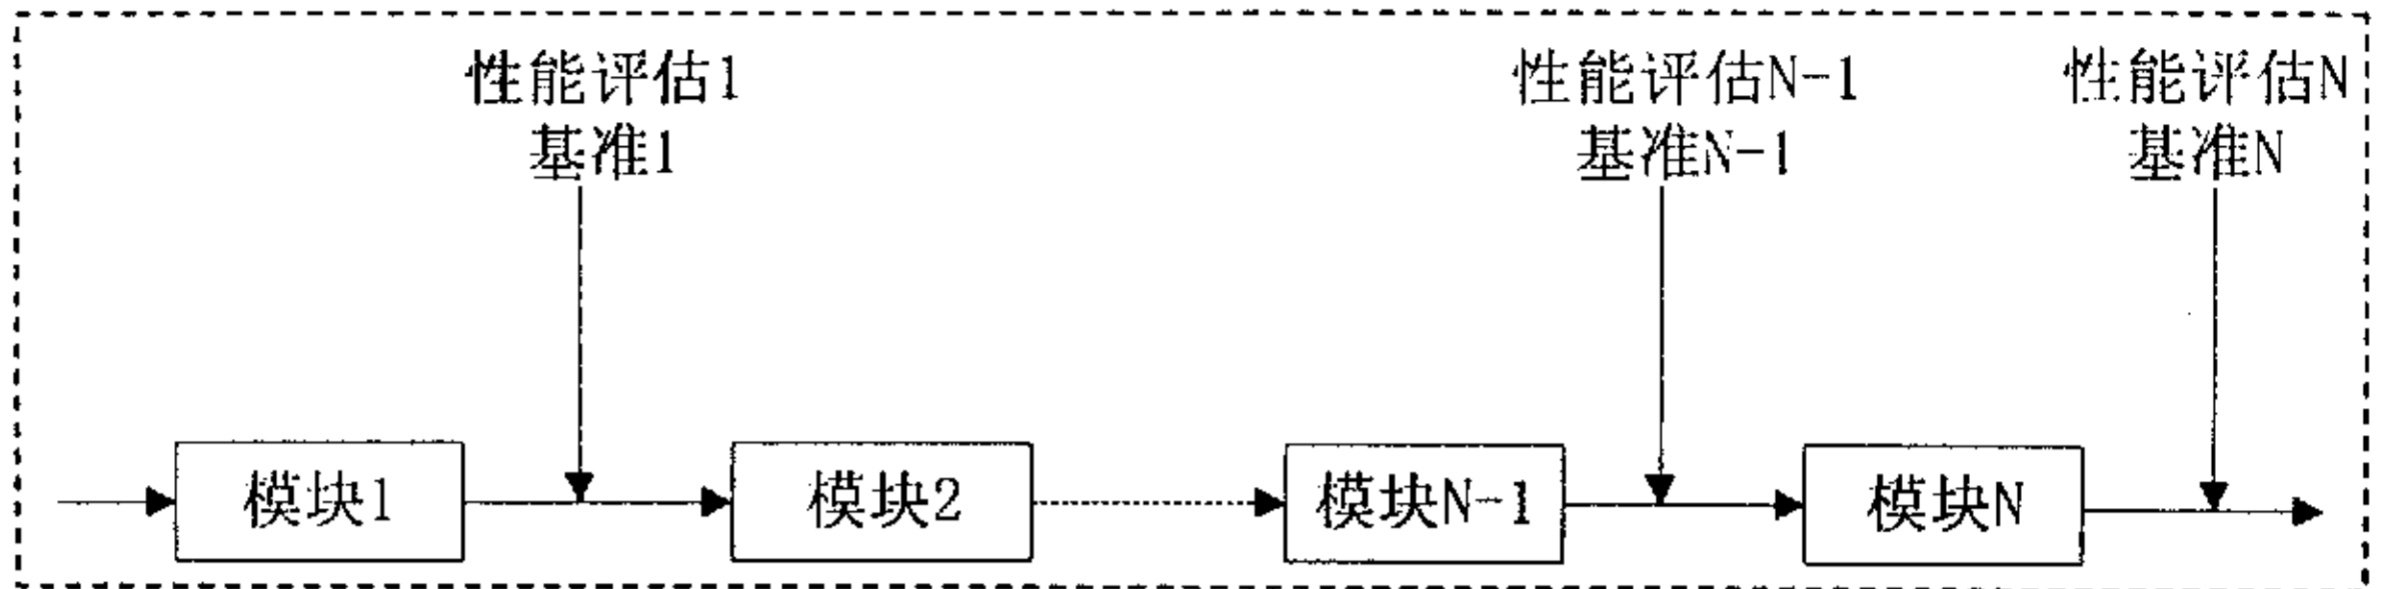 性能评估1
基准1
性能评估N-1
基准N-1
性能评估N
基准N
模块1
模块2
模块N-1
模块N